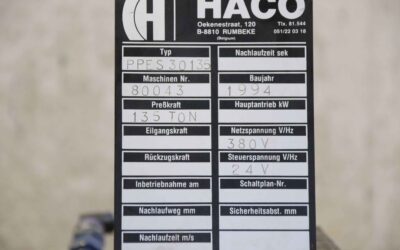 HACO
Oekenestraat, 120
B-8810 RUMBEKE
(Belgium)
Tlx. 81.544
051/22 03 18
Typ
PPES30135
Maschinen Nr.
80043
Preßkraft
135 TON
Eilgangskraft
Rückzugskraft
Inbetriebnahme am
Nachlaufweg mm
Nachlaufzeit m/s
Nachlaufzeit sek
Baujahr
1994
Hauptantrieb kW
Netzspannung V/Hz
380V
Steuerspannung V/Hz
24V
Schaltplan-Nr.
Sicherheitsabst. mm